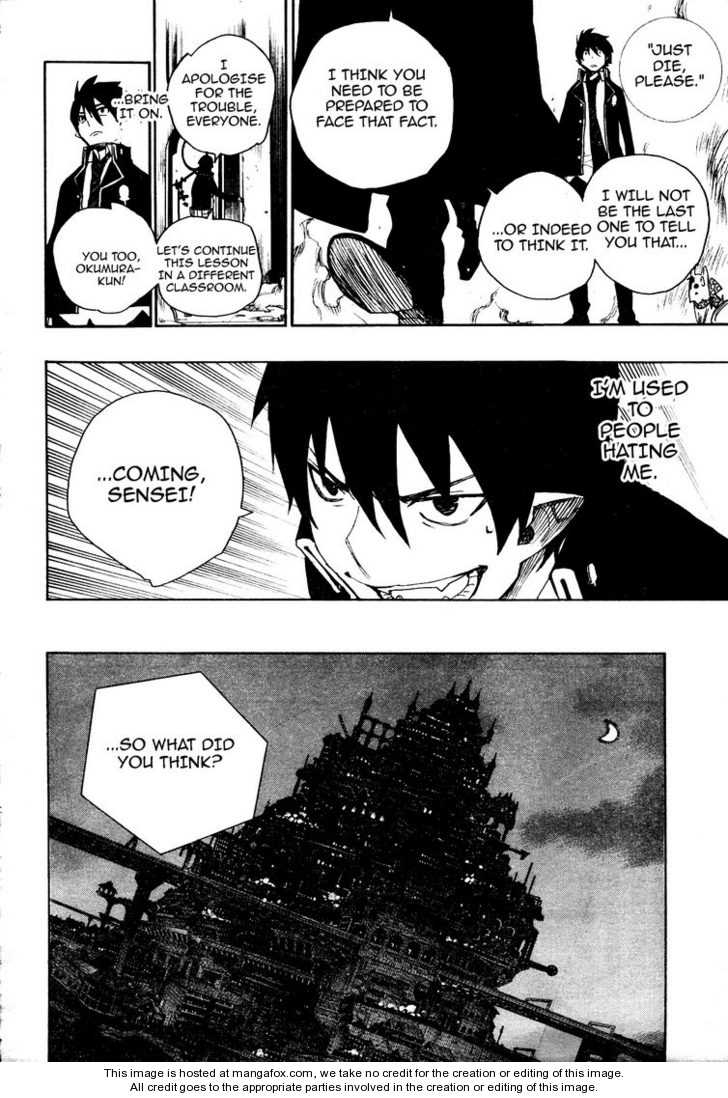 "JUST
DIE,
PLEASE."
I WILL NOT
BE THE LAST
ONE TO TELL
YOU THAT...
...OR INDEED
TO THINK IT.
I THINK YOU
NEED TO BE
PREPARED TO
FACE THAT FACT.
I
APOLOGISE
FOR THE
TROUBLE,
EVERYONE.
LET'S CONTINUE
THIS LESSON
IN A DIFFERENT
CLASSROOM.
...BRING
IT ON.
YOU TOO,
OKUMURA-
KUN!
I'M USED
TO
PEOPLE
HATING
ME.
...COMING,
SENSEI!
...SO WHAT DID
YOU THINK?
This image is hosted at mangafox.com, we take no credit for the creation or editing of this image.
All credit goes to the appropriate parties involved in the creation or editing of this image.